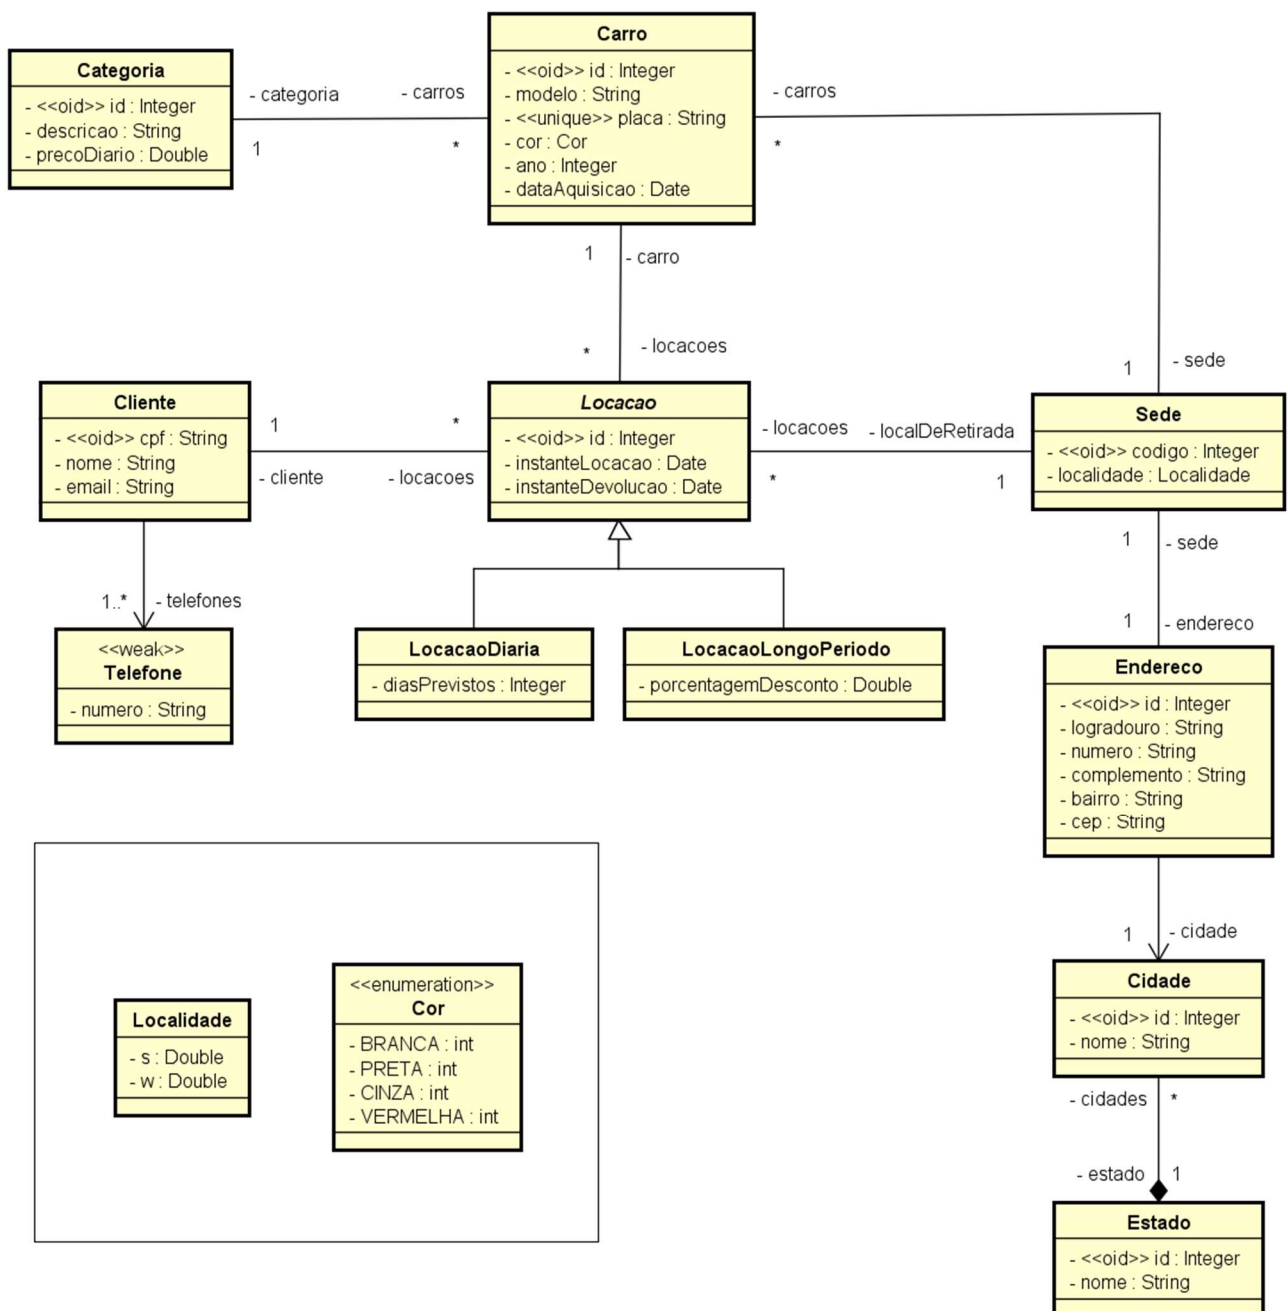 Carro
- <<oid>> id : Integer
- modelo : String
- <<unique>> placa : String
- cor : Cor
- ano : Integer
- dataAquisicao : Date
Categoria
- <<oid>> id : Integer
- descricao : String
- precoDiario : Double
- categoria
- carros
1
*
- carros
*
1
- carro
*
- locacoes
1
- sede
Cliente
- <<oid>> cpf : String
- nome : String
- email : String
1
*
- cliente
- locacoes
Locacao
- <<oid>> id : Integer
- instanteLocacao : Date
- instanteDevolucao : Date
- locacoes
- localDeRetirada
*
1
Sede
- <<oid>> codigo : Integer
- localidade : Localidade
1
- sede
1..*
- telefones
1
- endereco
<<weak>>
Telefone
- numero : String
LocacaoDiaria
- diasPrevistos : Integer
LocacaoLongoPeriodo
- porcentagemDesconto : Double
Endereco
- <<oid>> id : Integer
- logradouro : String
- numero : String
- complemento : String
- bairro : String
- cep : String
1
- cidade
Localidade
- s : Double
- w : Double
<<enumeration>>
Cor
- BRANCA : int
- PRETA : int
- CINZA : int
- VERMELHA : int
Cidade
- <<oid>> id : Integer
- nome : String
- cidades
*
- estado
1
Estado
- <<oid>> id : Integer
- nome : String